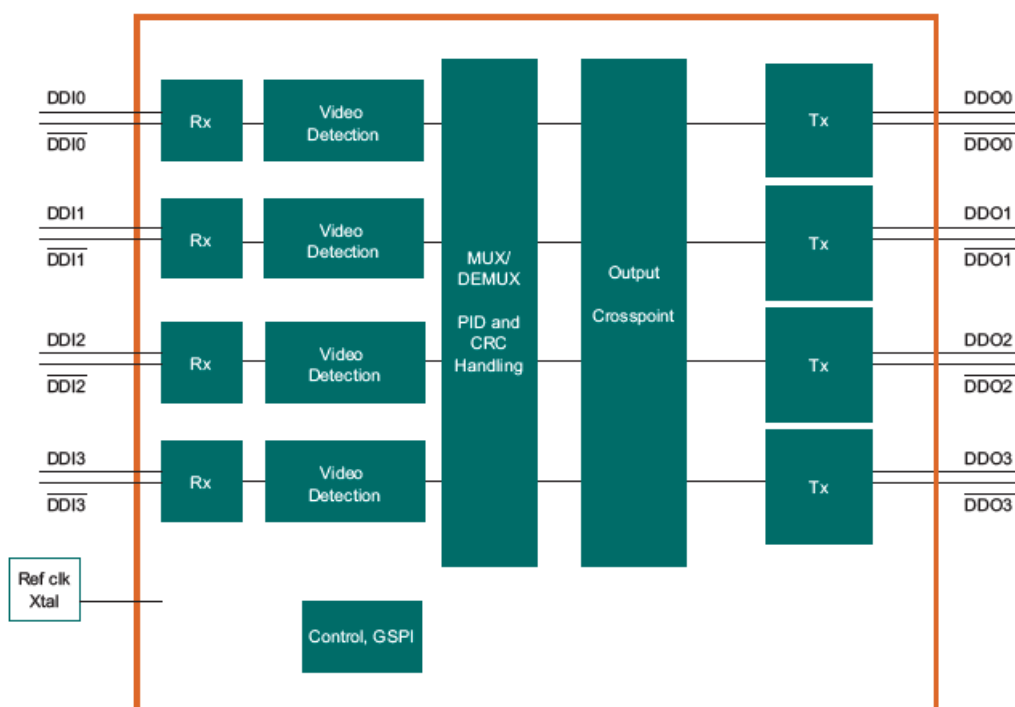 DDI0
DDI0
Rx
Video
Detection
Tx
DDO0
DDO0
DDI1
DDI1
Rx
Video
Detection
Tx
DDO1
DDO1
MUX/
DEMUX
PID and
CRC
Handling
Output
Crosspoint
DDI2
DDI2
Rx
Video
Detection
Tx
DDO2
DDO2
DDI3
DDI3
Rx
Video
Detection
Tx
DDO3
DDO3
Ref clk
Xtal
Control, GSPI